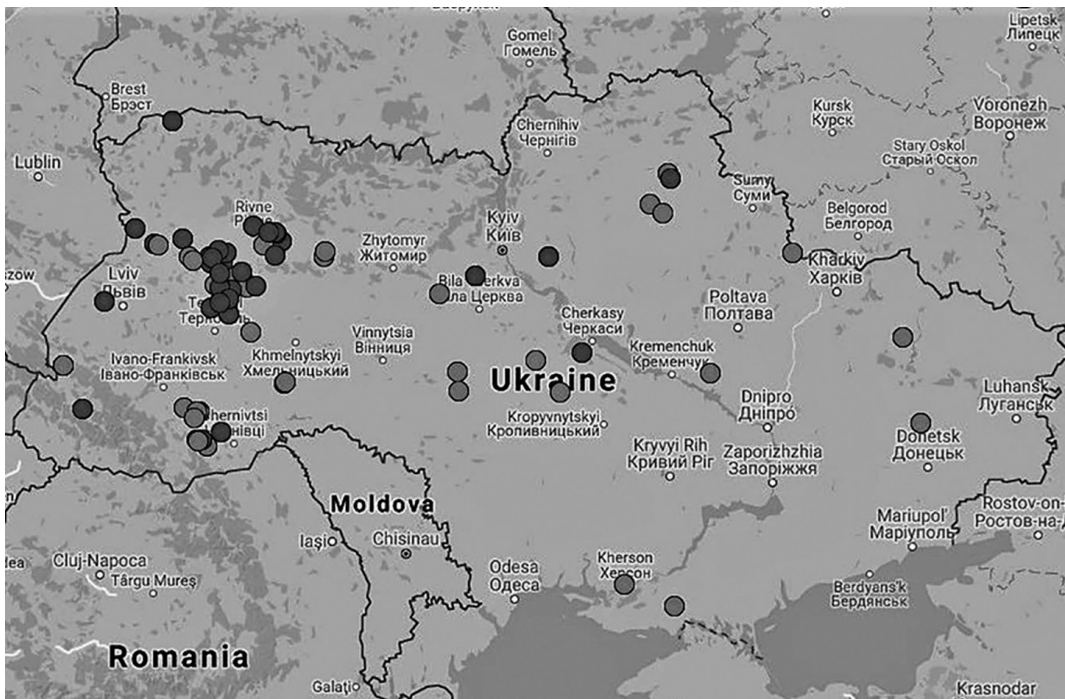 Lipetsk
Липецк
Gomel
Гомель
Brest
Брэст
Kursk
Курск
Voronezh
Воронеж
Chernihiv
Чернігів
Stary Oskol
Старый Оскол
Lublin
Sumy
Суми
Rivne
Belgorod
Белгород
Kyiv
Київ
Zhytomyr
Житомир
Kharkiv
Харків
Lviv
Львів
Bila
Біла Церква
Poltava
Полтава
Cherkasy
Черкаси
Vinnytsia
Вінниця
Kremenchuk
Кременчук
Ivano-Frankivsk
Івано-Франківськ
Khmelnytskyi
Хмельницький
Ukraine
Luhansk
Луганськ
Dnipro
Дніпро
Kropyvnytskyi
Кропивницький
Donetsk
Донецьк
Kryvyi Rih
Кривий Ріг
Zaporizhzhia
Запоріжжя
Moldova
Mariupol'
Маріуполь
Rostov-on-
Ростов-на-
Iași
Chisinau
Kherson
Херсон
Cluj-Napoca
Târgu Mureș
Odesa
Одеса
Berdyans'k
Бердянськ
Romania
Galați
Krasnodar